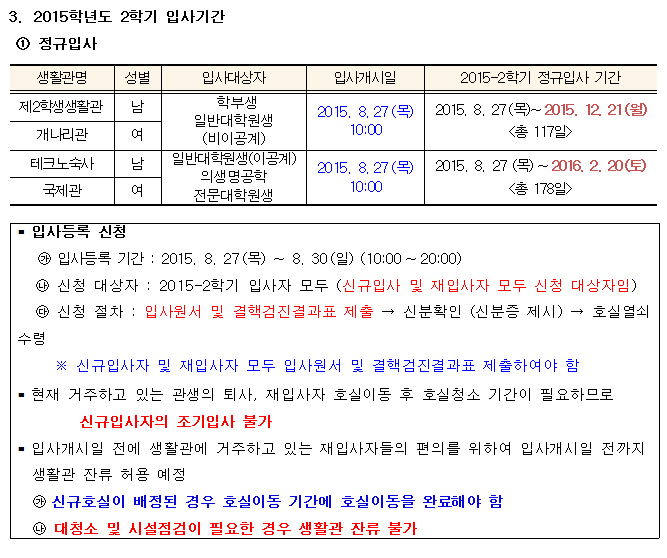 3. 2015학년도 2학기 입사기간
① 정규입사
생활관명 성별 입사대상자 입사개시일 2015-2학기 정규입사 기간
제2학생생활관 남 학부생 일반대학원생 (비이공계) 2015. 8. 27(목) 10:00 2015. 8. 27(목)~ 2015. 12. 21(월) <총 117일>
개나리관 여
테크노숙사 남 일반대학원생(이공계) 의생명공학 전문대학원생 2015. 8. 27(목) 10:00 2015. 8. 27 (목) ~ 2016. 2. 20(토) <총 178일>
국제관 여
▪ 입사등록 신청
㉮ 입사등록 기간 : 2015. 8. 27(목) ~ 8. 30(일) (10:00 ~ 20:00)
㉯ 신청 대상자 : 2015-2학기 입사자 모두 (신규입사 및 재입사자 모두 신청 대상자임)
㉰ 신청 절차 : 입사원서 및 결핵검진결과표 제출 → 신분확인 (신분증 제시) → 호실열쇠
수령
※ 신규입사자 및 재입사자 모두 입사원서 및 결핵검진결과표 제출하여야 함
▪ 현재 거주하고 있는 관생의 퇴사, 재입사자 호실이동 후 호실청소 기간이 필요하므로
신규입사자의 조기입사 불가
▪ 입사개시일 전에 생활관에 거주하고 있는 재입사자들의 편의를 위하여 입사개시일 전까지
생활관 잔류 허용 예정
㉮ 신규호실이 배정된 경우 호실이동 기간에 호실이동을 완료해야 함
㉯ 대청소 및 시설점검이 필요한 경우 생활관 잔류 불가